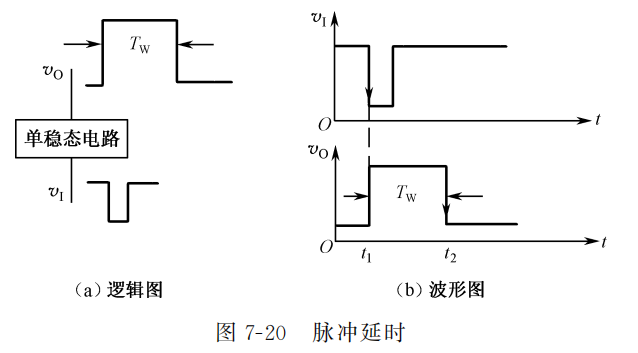 T_W
v_O
单稳态电路
v_I
(a) 逻辑图
v_I
O
t
v_O
T_W
O
t_1
t_2
t
(b) 波形图
图 7-20 脉冲延时